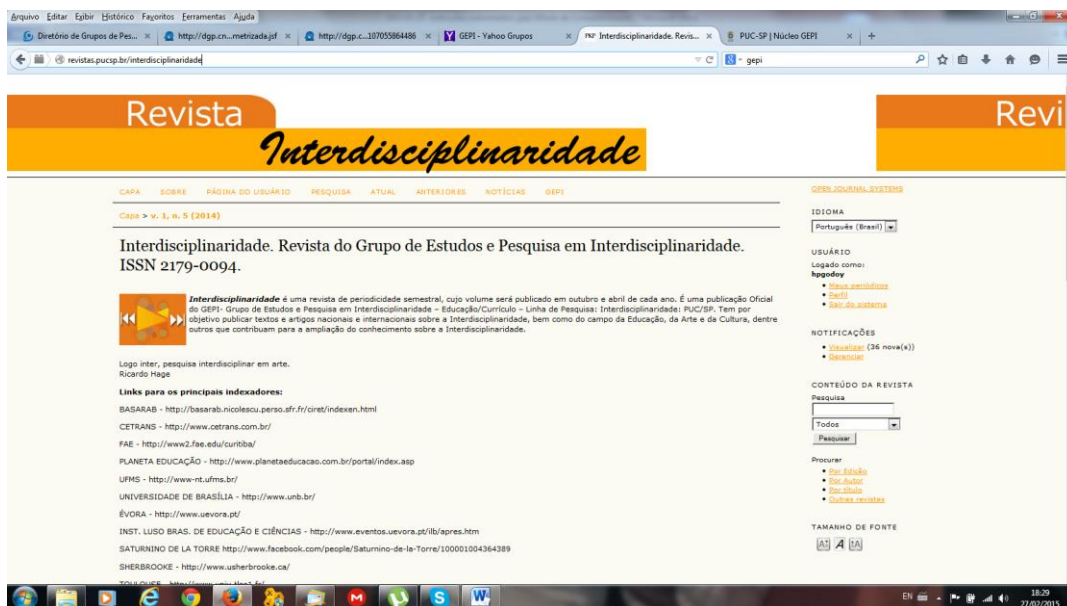 Arquivo Editar Exibir Histórico Favoritos Ferramentas Ajuda
Diretório de Grupos de Pes... × http://dgp.cn...metrizada.jsf × http://dgp.c...107055864486 × GEPI - Yahoo Grupos × Interdisciplinaridade. Revis... × PUC-SP | Núcleo GEPI × +
revistas.pucsp.br/interdisciplinaridade
gepi
Revista
Interdisciplinaridade
Revi
CAPA SOBRE PÁGINA DO USUÁRIO PESQUISA ATUAL ANTERIORES NOTÍCIAS GEPI
Capa > v. 1, n. 5 (2014)
Interdisciplinaridade. Revista do Grupo de Estudos e Pesquisa em Interdisciplinaridade.
ISSN 2179-0094.
Interdisciplinaridade é uma revista de periodicidade semestral, cujo volume será publicado em outubro e abril de cada ano. É uma publicação Oficial
do GEPI- Grupo de Estudos e Pesquisa em Interdisciplinaridade – Educação/Currículo – Linha de Pesquisa: Interdisciplinaridade: PUC/SP. Tem por
objetivo publicar textos e artigos nacionais e internacionais sobre a Interdisciplinaridade, bem como do campo da Educação, da Arte e da Cultura, dentre
outros que contribuam para a ampliação do conhecimento sobre a Interdisciplinaridade.
Logo inter, pesquisa interdisciplinar em arte.
Ricardo Hage
Links para os principais indexadores:
BASARAB - http://basarab.nicolescu.perso.sfr.fr/ciret/indexen.html
CETRANS - http://www.cetrans.com.br/
FAE - http://www2.fae.edu/curitiba/
PLANETA EDUCAÇÃO - http://www.planetaeducacao.com.br/portal/index.asp
UFMS - http://www-nt.ufms.br/
UNIVERSIDADE DE BRASÍLIA - http://www.unb.br/
ÉVORA - http://www.uevora.pt/
INST. LUSO BRAS. DE EDUCAÇÃO E CIÊNCIAS - http://www.eventos.uevora.pt/ilb/apres.htm
SATURNINO DE LA TORRE http://www.facebook.com/people/Saturnino-de-la-Torre/100001004364389
SHERBROOKE - http://www.usherbrooke.ca/
OPEN JOURNAL SYSTEMS
IDIOMA
Português (Brasil)
USUÁRIO
Logado como:
hpgodoy
Meus periódicos
Perfil
Sair do sistema
NOTIFICAÇÕES
Visualizar (36 nova(s))
Gerenciar
CONTEÚDO DA REVISTA
Pesquisa
Todos
Pesquisar
Procurar
Por Edição
Por Autor
Por título
Outras revistas
TAMANHO DE FONTE
EN 18:29
27/02/2015